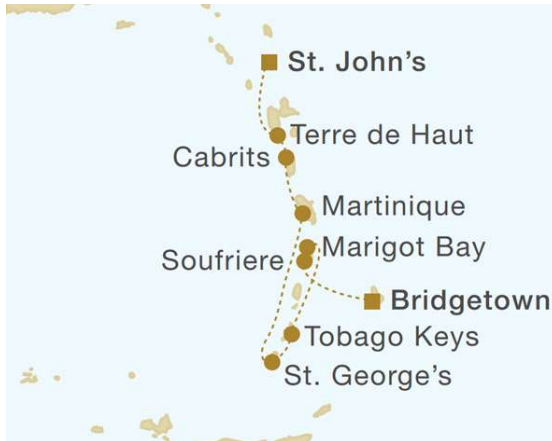 St. John's
Terre de Haut
Cabrits
Martinique
Marigot Bay
Soufriere
Bridgetown
Tobago Keys
St. George's